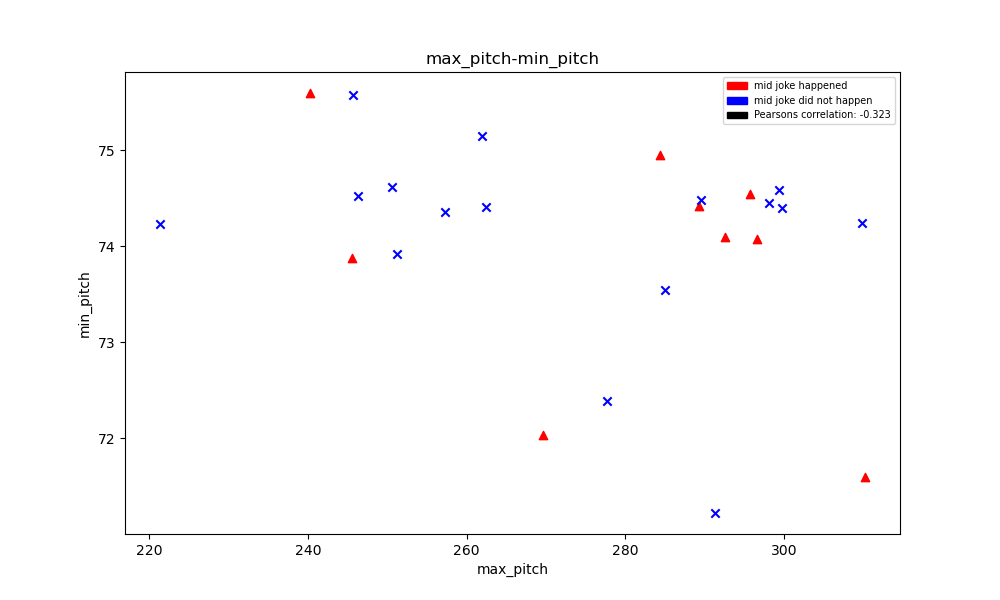 max_pitch-min_pitch
mid joke happened
mid joke did not happen
Pearsons correlation: -0.323
75
74
73
72
min_pitch
220
240
260
280
300
max_pitch